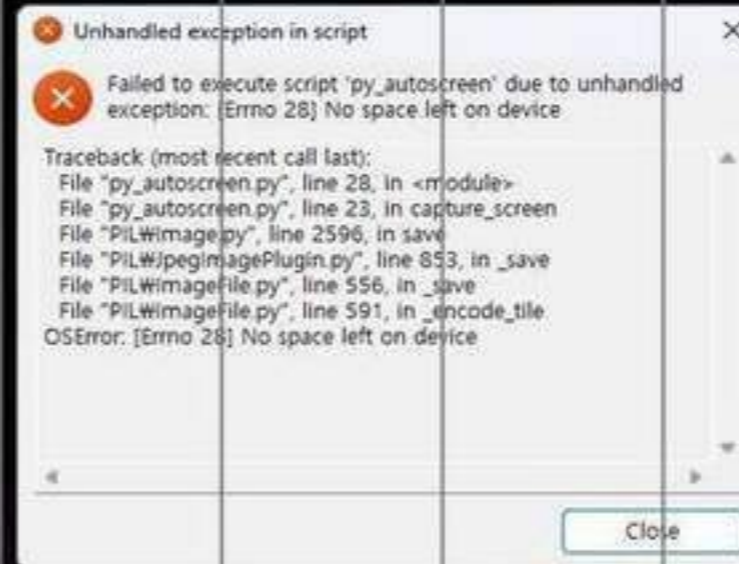 Unhandled exception in script
Failed to execute script 'py_autoscreen' due to unhandled
exception: [Errno 28] No space left on device
Traceback (most recent call last):
File "py_autoscreen.py", line 28, in <module>
File "py_autoscreen.py", line 23, in capture_screen
File "PIL₩Image.py", line 2596, in save
File "PIL₩JpegImagePlugin.py", line 853, in _save
File "PIL₩ImageFile.py", line 556, in _save
File "PIL₩ImageFile.py", line 591, in _encode_tile
OSError: [Errno 28] No space left on device
Close